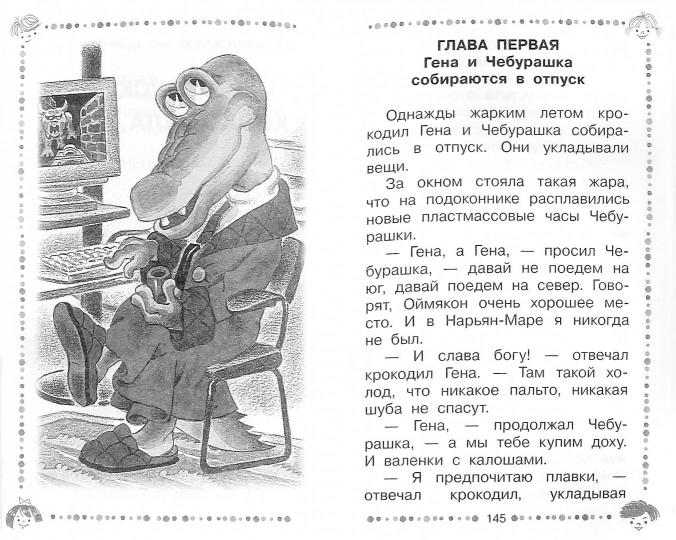 ГЛАВА ПЕРВАЯ
Гена и Чебурашка
собираются в отпуск
Однажды жарким летом кро-
кодил Гена и Чебурашка собира-
лись в отпуск. Они укладывали
вещи.
За окном стояла такая жара,
что на подоконнике расплавились
новые пластмассовые часы Чебу-
рашки.
— Гена, а Гена, — просил Че-
бурашка, — давай не поедем на
юг, давай поедем на север. Гово-
рят, Оймякон очень хорошее ме-
сто. И в Нарьян-Маре я никогда
не был.
— И слава богу! — отвечал
крокодил Гена. — Там такой хо-
лод, что никакое пальто, никакая
шуба не спасут.
— Гена, — продолжал Чебу-
рашка, — а мы тебе купим доху.
И валенки с калошами.
— Я предпочитаю плавки, —
отвечал крокодил, укладывая
145